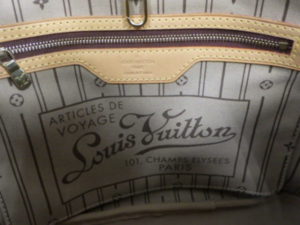 ARTICLES DE
VOYAGE
Louis Vuitton
101, CHAMPS ELYSEES
PARIS